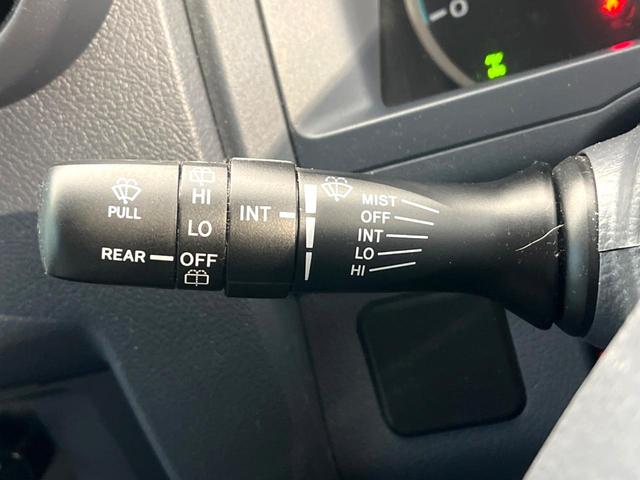 O
PULL
REAR
HI
LO
OFF
INT
MIST
OFF
INT
LO
HI